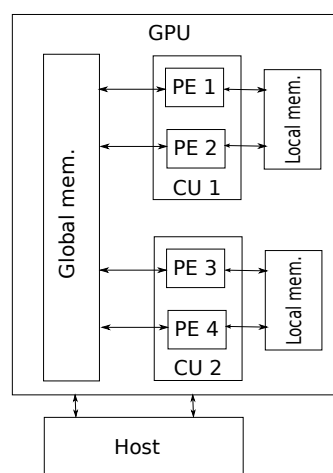 GPU
Global mem.
PE 1
PE 2
CU 1
Local mem.
PE 3
PE 4
CU 2
Local mem.
Host